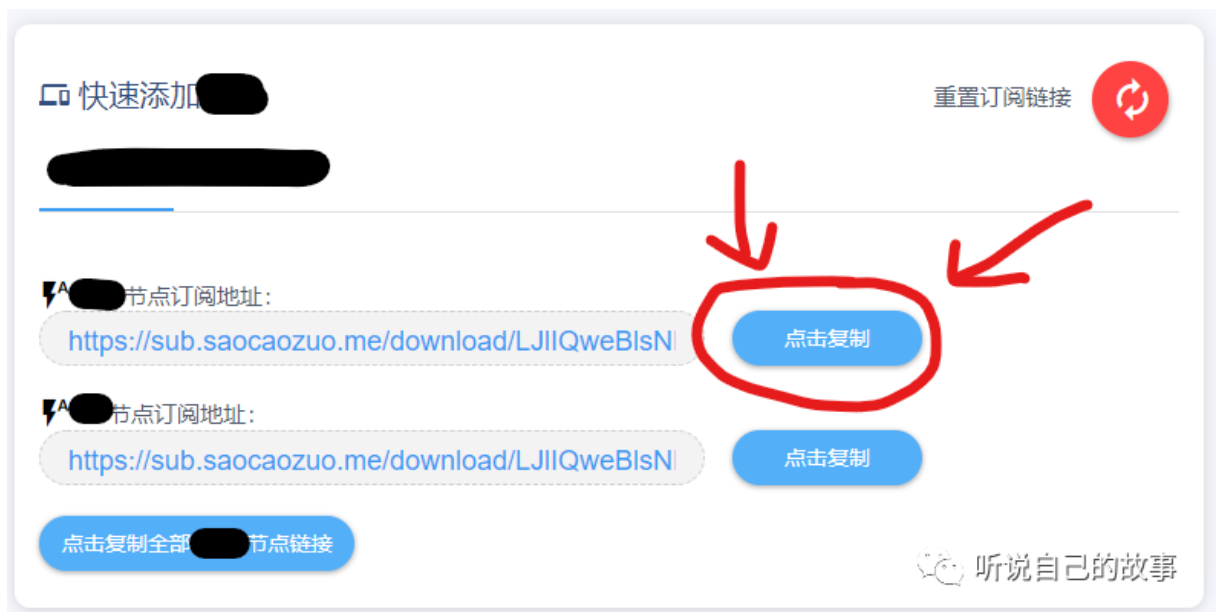 快速添加
重置订阅链接
节点订阅地址：
https://sub.saocaozuo.me/download/LJIIQweBIsN
点击复制
节点订阅地址：
https://sub.saocaozuo.me/download/LJIIQweBIsN
点击复制
点击复制全部 节点链接
听说自己的故事